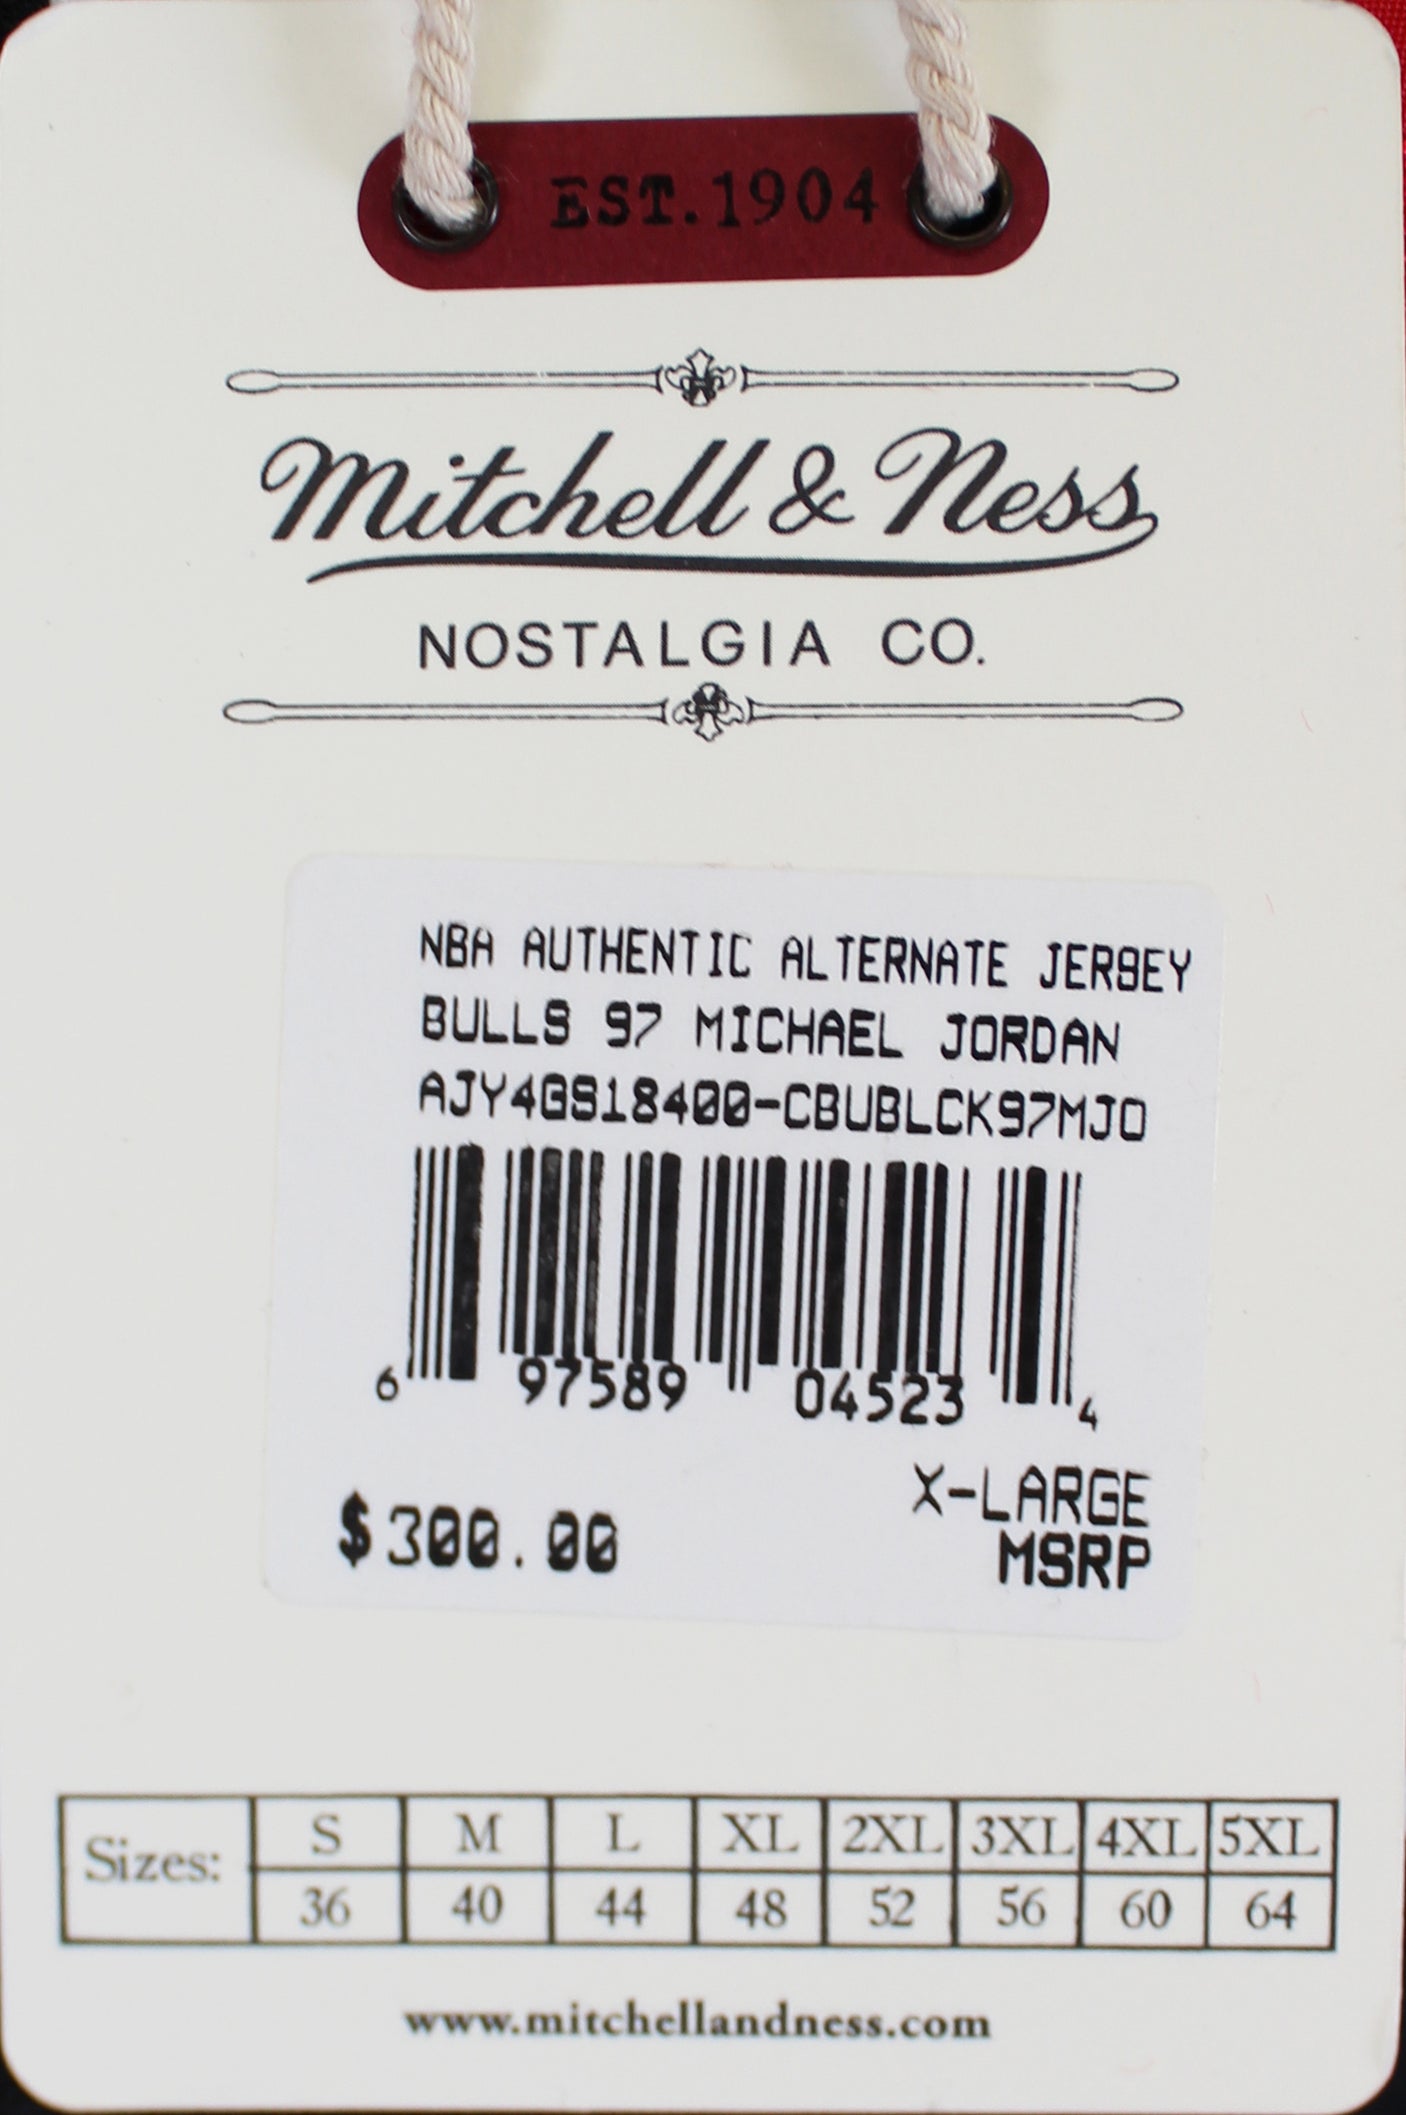 EST.1904
Mitchell & Ness
NOSTALGIA CO.
NBA AUTHENTIC ALTERNATE JERSEY
BULLS 97 MICHAEL JORDAN
AJY4GS18400-CBUBLCK97MJO
6 97589 04523 4
X-LARGE
$300.00 MSRP
Sizes: S M L XL 2XL 3XL 4XL 5XL
36 40 44 48 52 56 60 64
www.mitchellandness.com